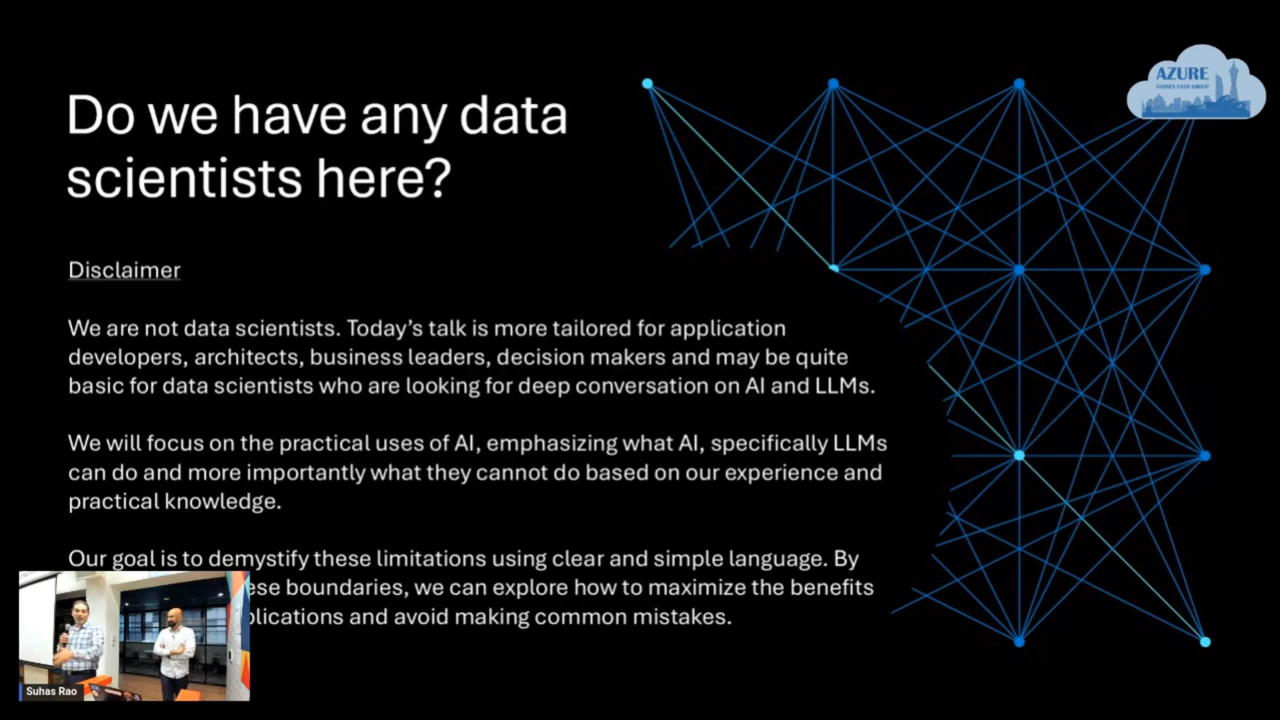 AZURE
SYDNEY USER GROUP
Do we have any data
scientists here?
Disclaimer
We are not data scientists. Today’s talk is more tailored for application
developers, architects, business leaders, decision makers and may be quite
basic for data scientists who are looking for deep conversation on AI and LLMs.
We will focus on the practical uses of AI, emphasizing what AI, specifically LLMs
can do and more importantly what they cannot do based on our experience and
practical knowledge.
Our goal is to demystify these limitations using clear and simple language. By
ese boundaries, we can explore how to maximize the benefits
plications and avoid making common mistakes.
Suhas Rao